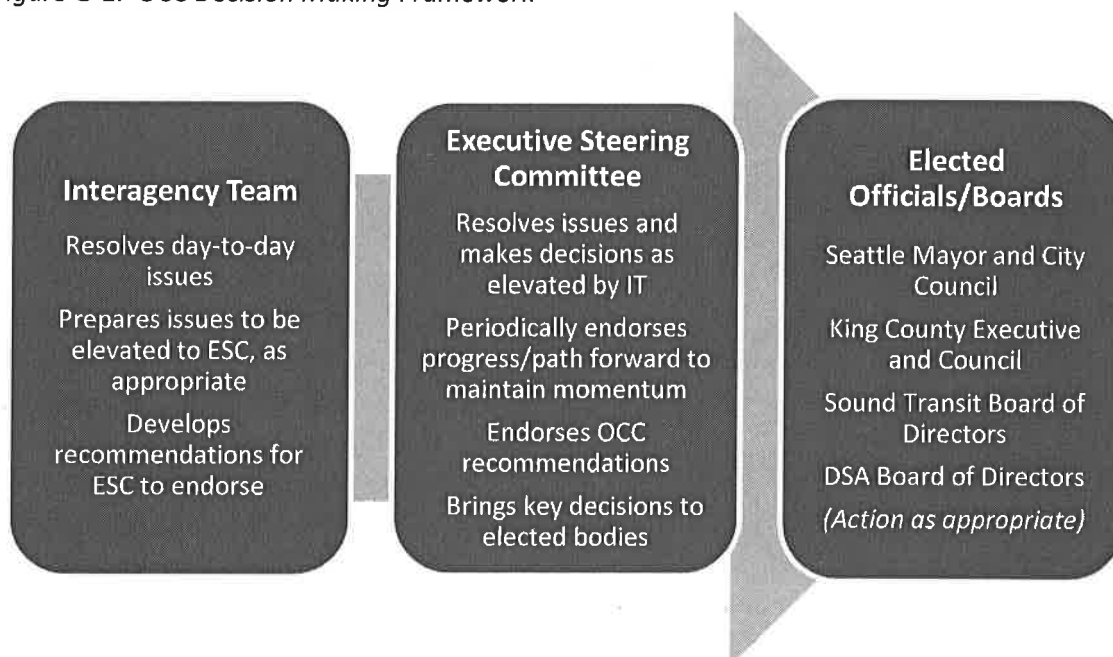 Interagency Team
Resolves day-to-day
issues
Prepares issues to be
elevated to ESC, as
appropriate
Develops
recommendations for
ESC to endorse
Executive Steering
Committee
Resolves issues and
makes decisions as
elevated by IT
Periodically endorses
progress/path forward to
maintain momentum
Endorses OCC
recommendations
Brings key decisions to
elected bodies
Elected
Officials/Boards
Seattle Mayor and City
Council
King County Executive
and Council
Sound Transit Board of
Directors
DSA Board of Directors
(Action as appropriate)